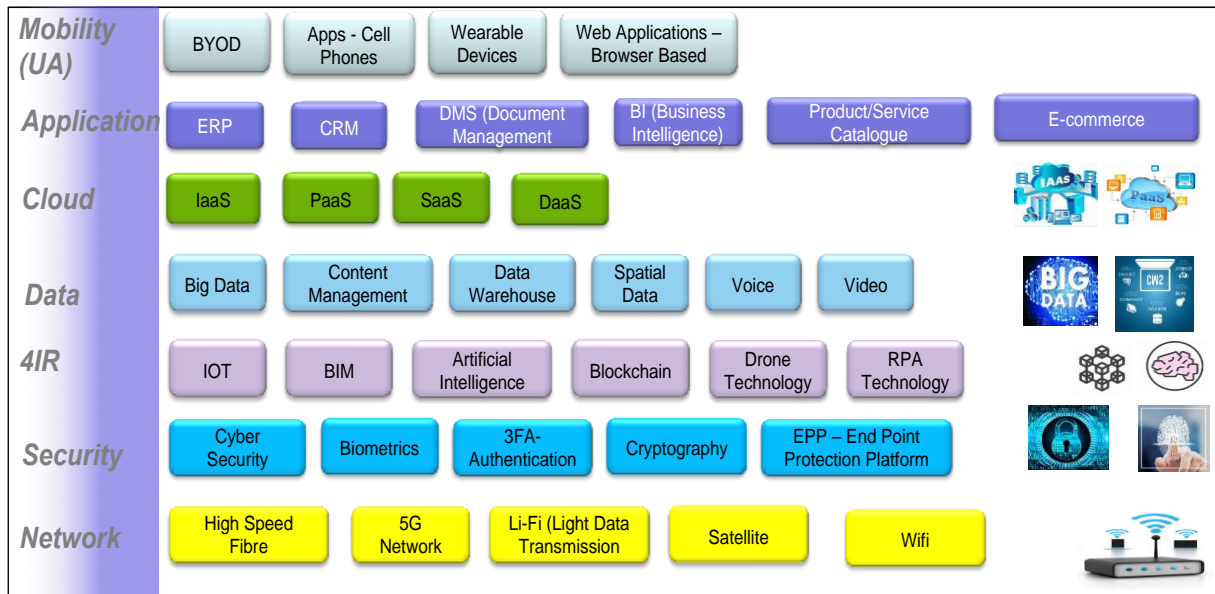 Mobility
(UA)
BYOD
Apps - Cell
Phones
Wearable
Devices
Web Applications –
Browser Based
Application
ERP
CRM
DMS (Document
Management
BI (Business
Intelligence)
Product/Service
Catalogue
E-commerce
Cloud
IaaS
PaaS
SaaS
DaaS
IAAS
PaaS
Data
Big Data
Content
Management
Data
Warehouse
Spatial
Data
Voice
Video
BIG
DATA
CW2
4IR
IOT
BIM
Artificial
Intelligence
Blockchain
Drone
Technology
RPA
Technology
Security
Cyber
Security
Biometrics
3FA-
Authentication
Cryptography
EPP – End Point
Protection Platform
Network
High Speed
Fibre
5G
Network
Li-Fi (Light Data
Transmission
Satellite
Wifi